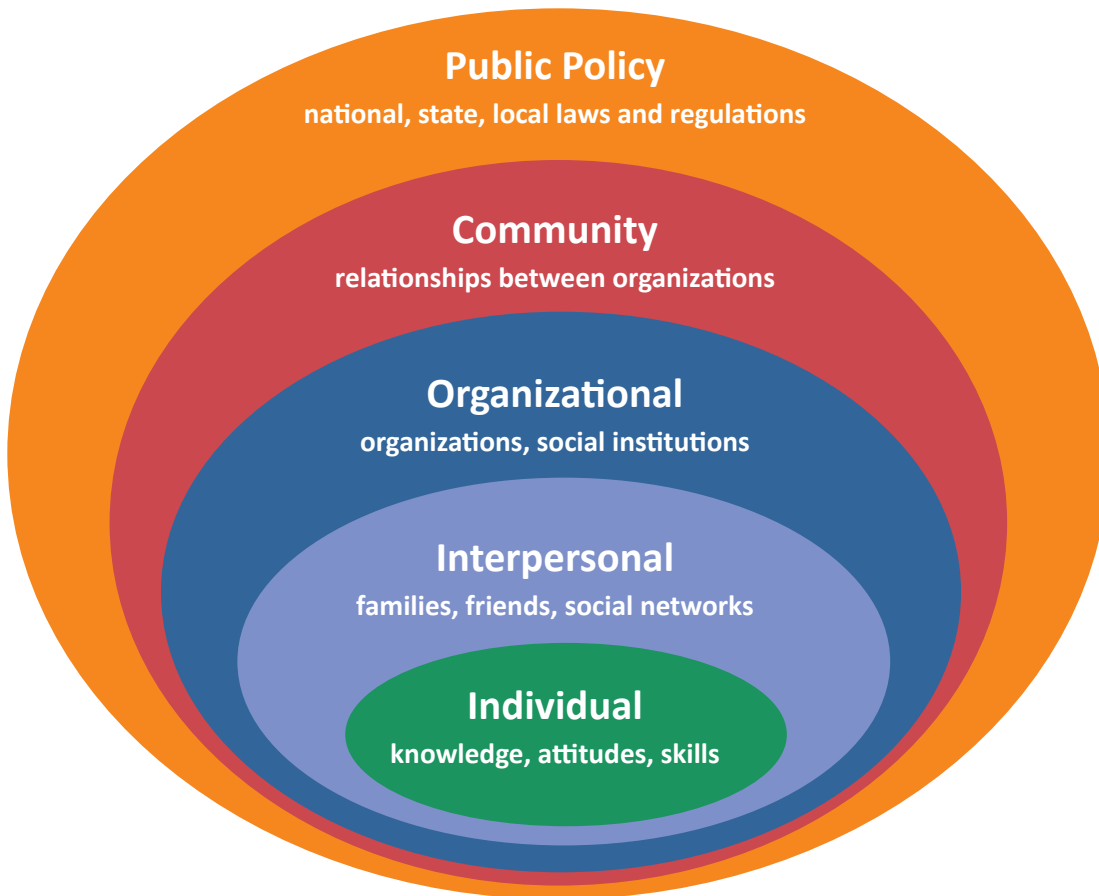 Public Policy
national, state, local laws and regulations
Community
relationships between organizations
Organizational
organizations, social institutions
Interpersonal
families, friends, social networks
Individual
knowledge, attitudes, skills